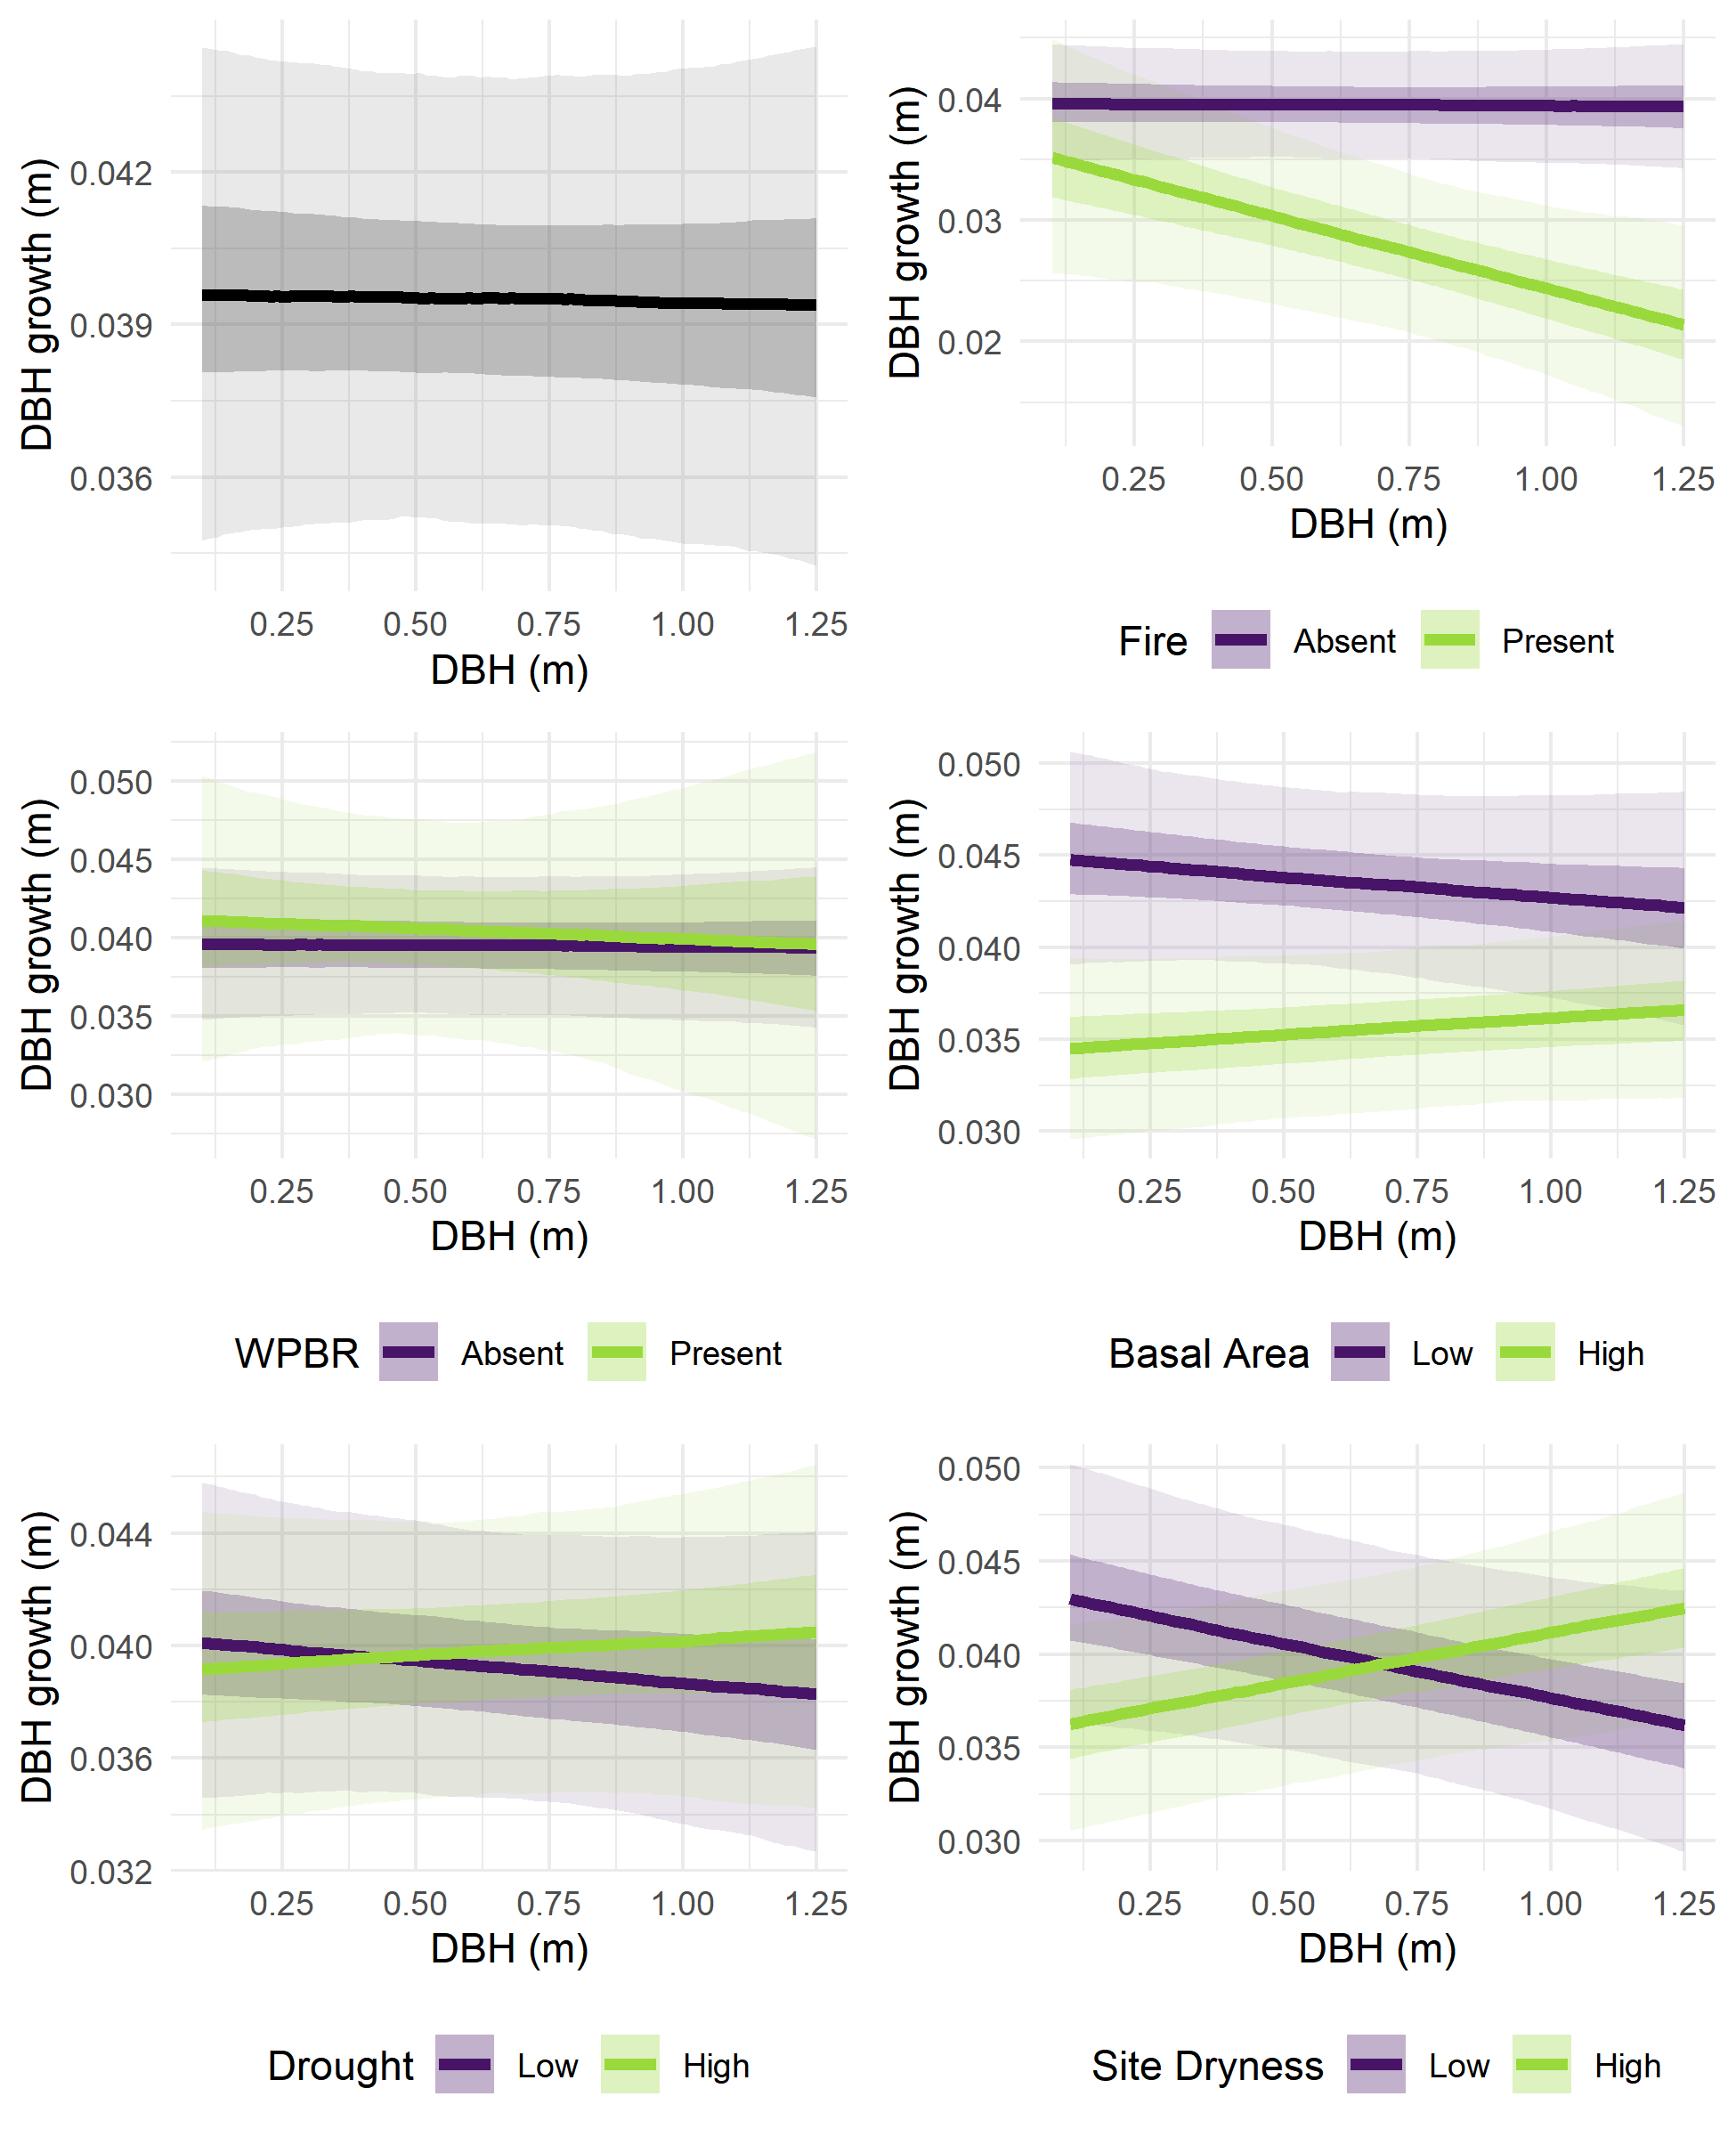 DBH growth (m)
0.042
0.039
0.036
0.25 0.50 0.75 1.00 1.25
DBH (m)
DBH growth (m)
0.04
0.03
0.02
0.25 0.50 0.75 1.00 1.25
DBH (m)
Fire Absent Present
DBH growth (m)
0.050
0.045
0.040
0.035
0.030
0.25 0.50 0.75 1.00 1.25
DBH (m)
WPBR Absent Present
DBH growth (m)
0.050
0.045
0.040
0.035
0.030
0.25 0.50 0.75 1.00 1.25
DBH (m)
Basal Area Low High
DBH growth (m)
0.044
0.040
0.036
0.032
0.25 0.50 0.75 1.00 1.25
DBH (m)
Drought Low High
DBH growth (m)
0.050
0.045
0.040
0.035
0.030
0.25 0.50 0.75 1.00 1.25
DBH (m)
Site Dryness Low High